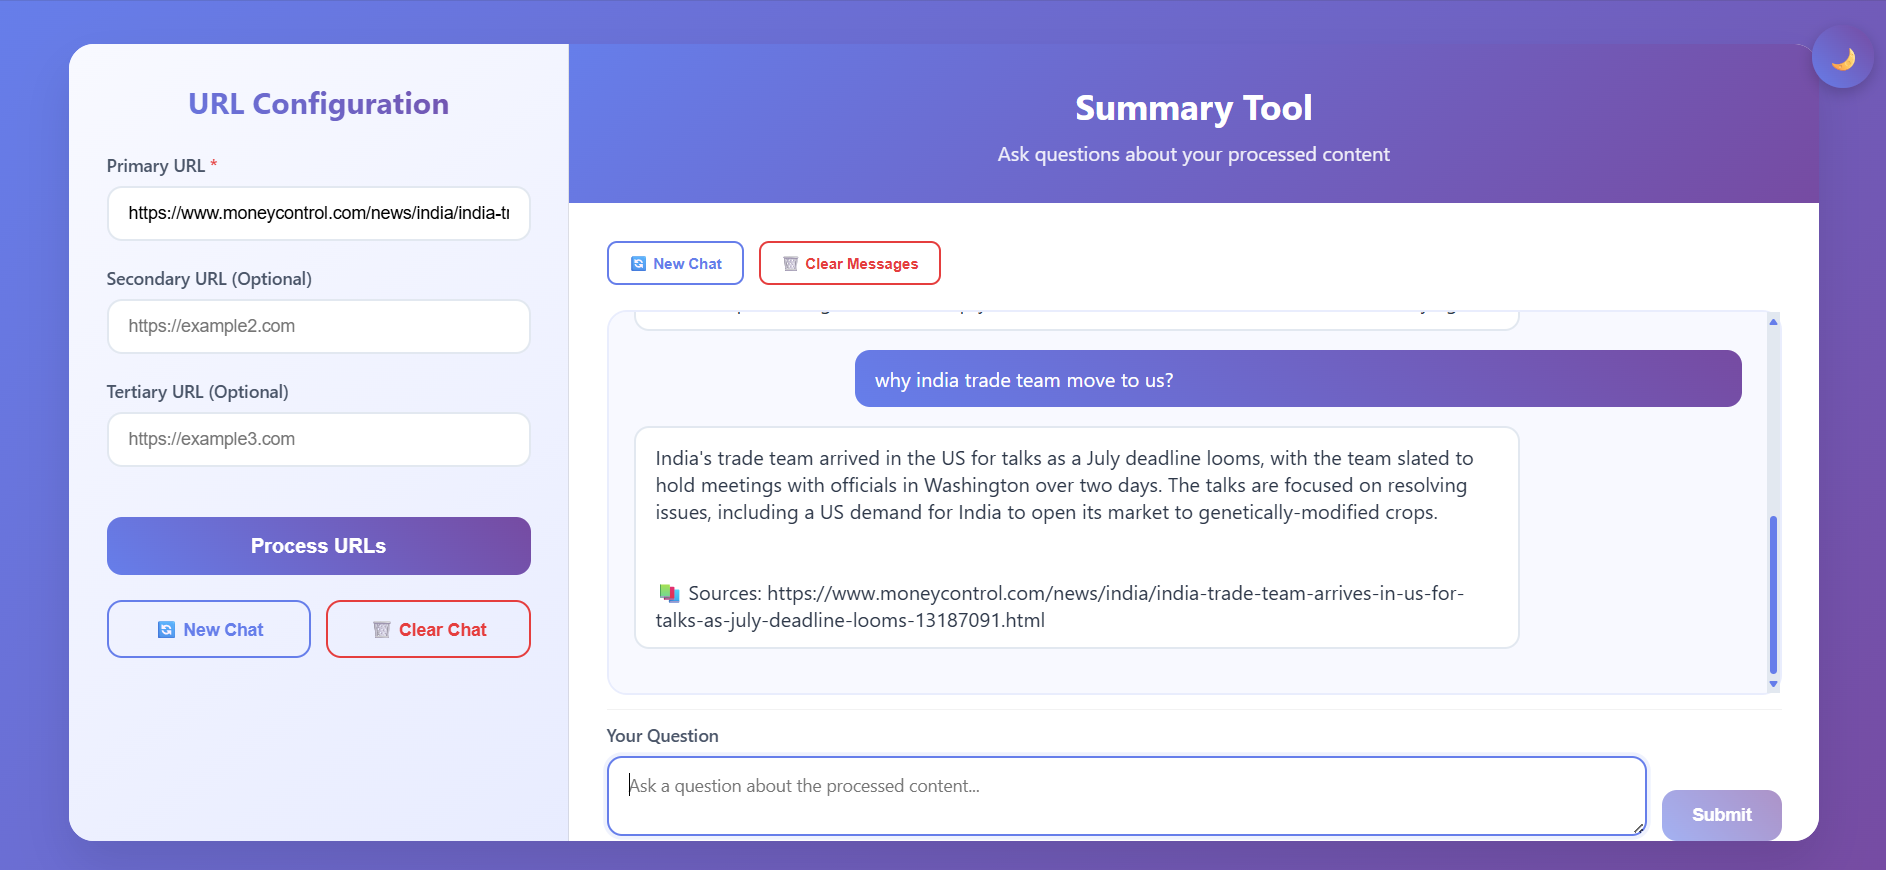 URL Configuration
Primary URL *
https://www.moneycontrol.com/news/india/india-tr
Secondary URL (Optional)
https://example2.com
Tertiary URL (Optional)
https://example3.com
Process URLs
New Chat
Clear Chat
Summary Tool
Ask questions about your processed content
New Chat
Clear Messages
why india trade team move to us?
India's trade team arrived in the US for talks as a July deadline looms, with the team slated to
hold meetings with officials in Washington over two days. The talks are focused on resolving
issues, including a US demand for India to open its market to genetically-modified crops.
Sources: https://www.moneycontrol.com/news/india/india-trade-team-arrives-in-us-for-
talks-as-july-deadline-looms-13187091.html
Your Question
Ask a question about the processed content...
Submit